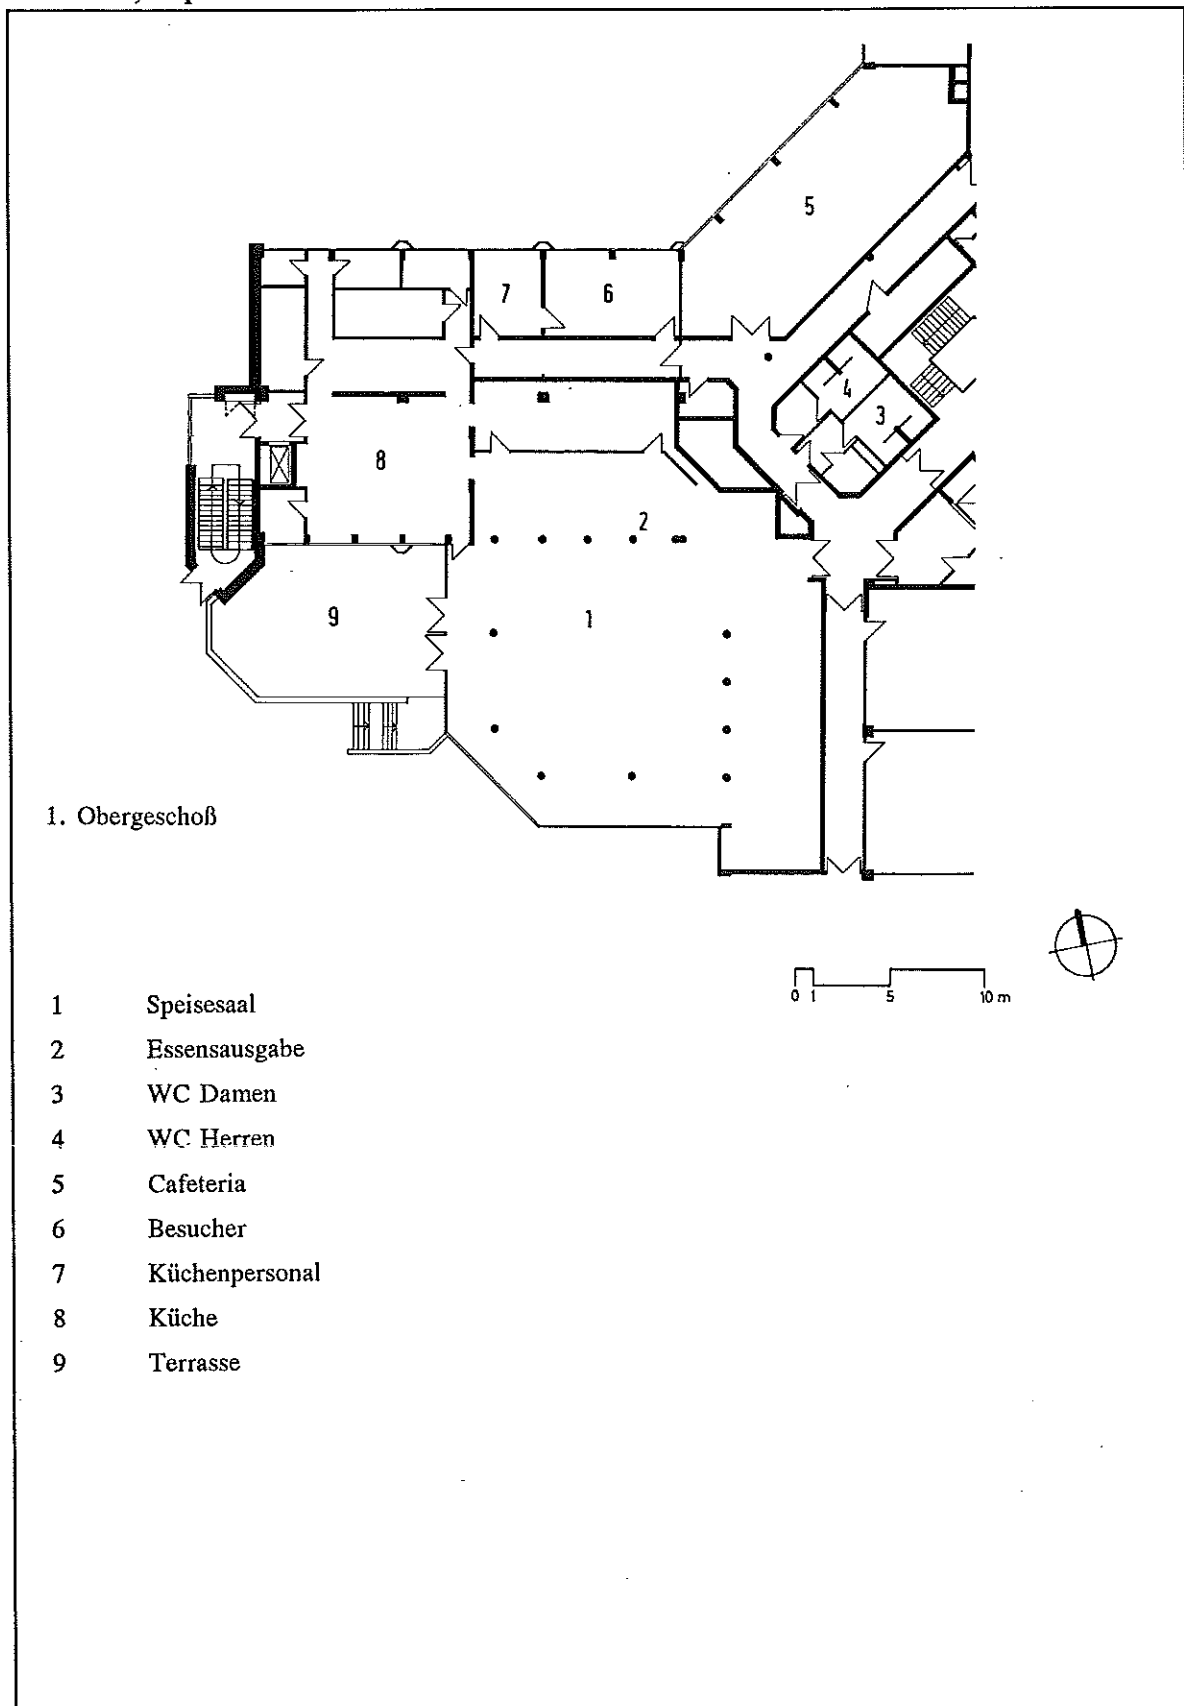 5
7
6
4
3
8
2
9
1
1. Obergeschoß
0 1 5 10 m
1 Speisesaal
2 Essensausgabe
3 WC Damen
4 WC Herren
5 Cafeteria
6 Besucher
7 Küchenpersonal
8 Küche
9 Terrasse